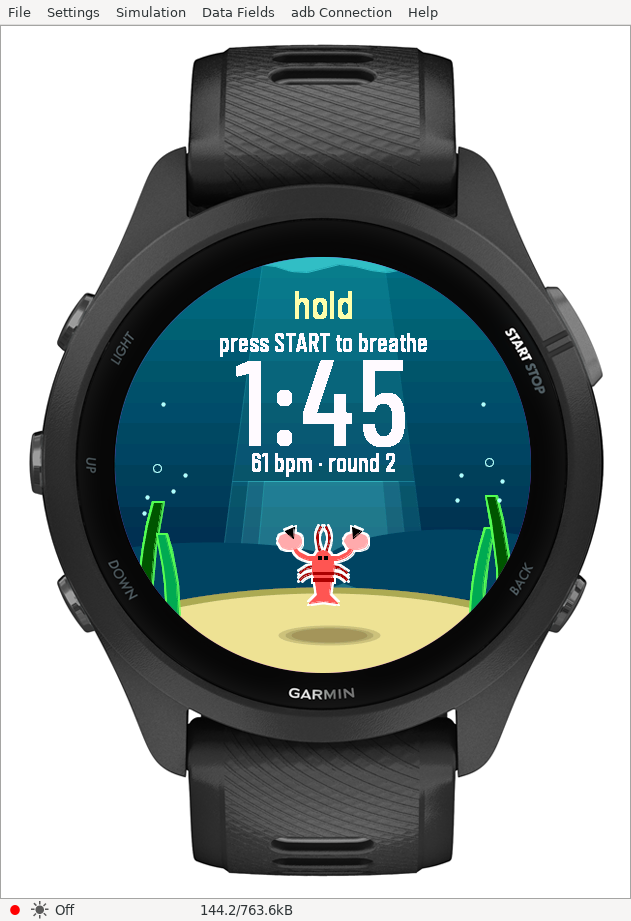 File Settings Simulation Data Fields adb Connection Help
hold
press START to breathe
1:45
61 bpm · round 2
LIGHT
START STOP
UP
DOWN
BACK
GARMIN
Off 144.2/763.6kB